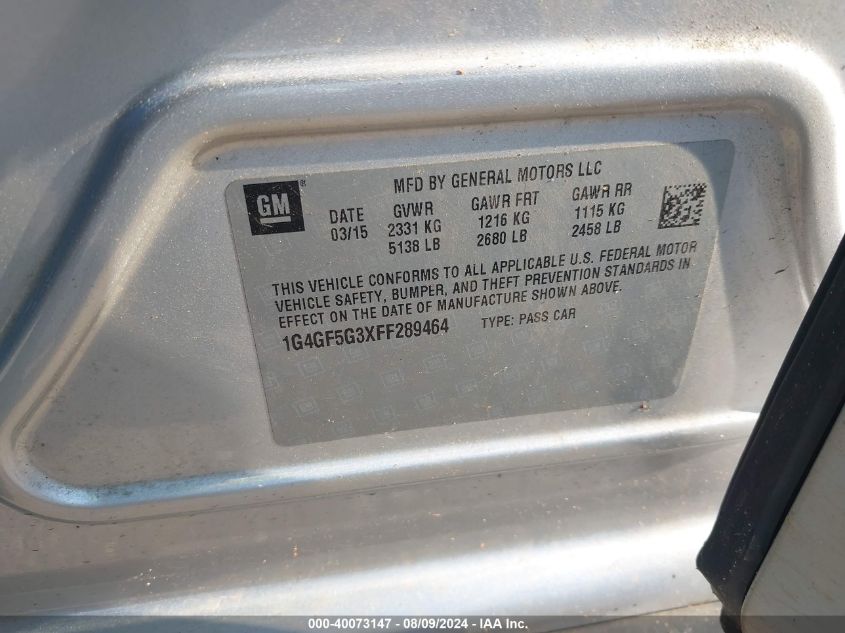 GM
MFD BY GENERAL MOTORS LLC
DATE GVWR GAWR FRT GAWR RR
03/15 2331 KG 1216 KG 1115 KG
5138 LB 2680 LB 2458 LB
THIS VEHICLE CONFORMS TO ALL APPLICABLE U.S. FEDERAL MOTOR
VEHICLE SAFETY, BUMPER, AND THEFT PREVENTION STANDARDS IN
EFFECT ON THE DATE OF MANUFACTURE SHOWN ABOVE.
1G4GF5G3XFF289464 TYPE: PASS CAR
000-40073147 - 08/09/2024 - IAA Inc.